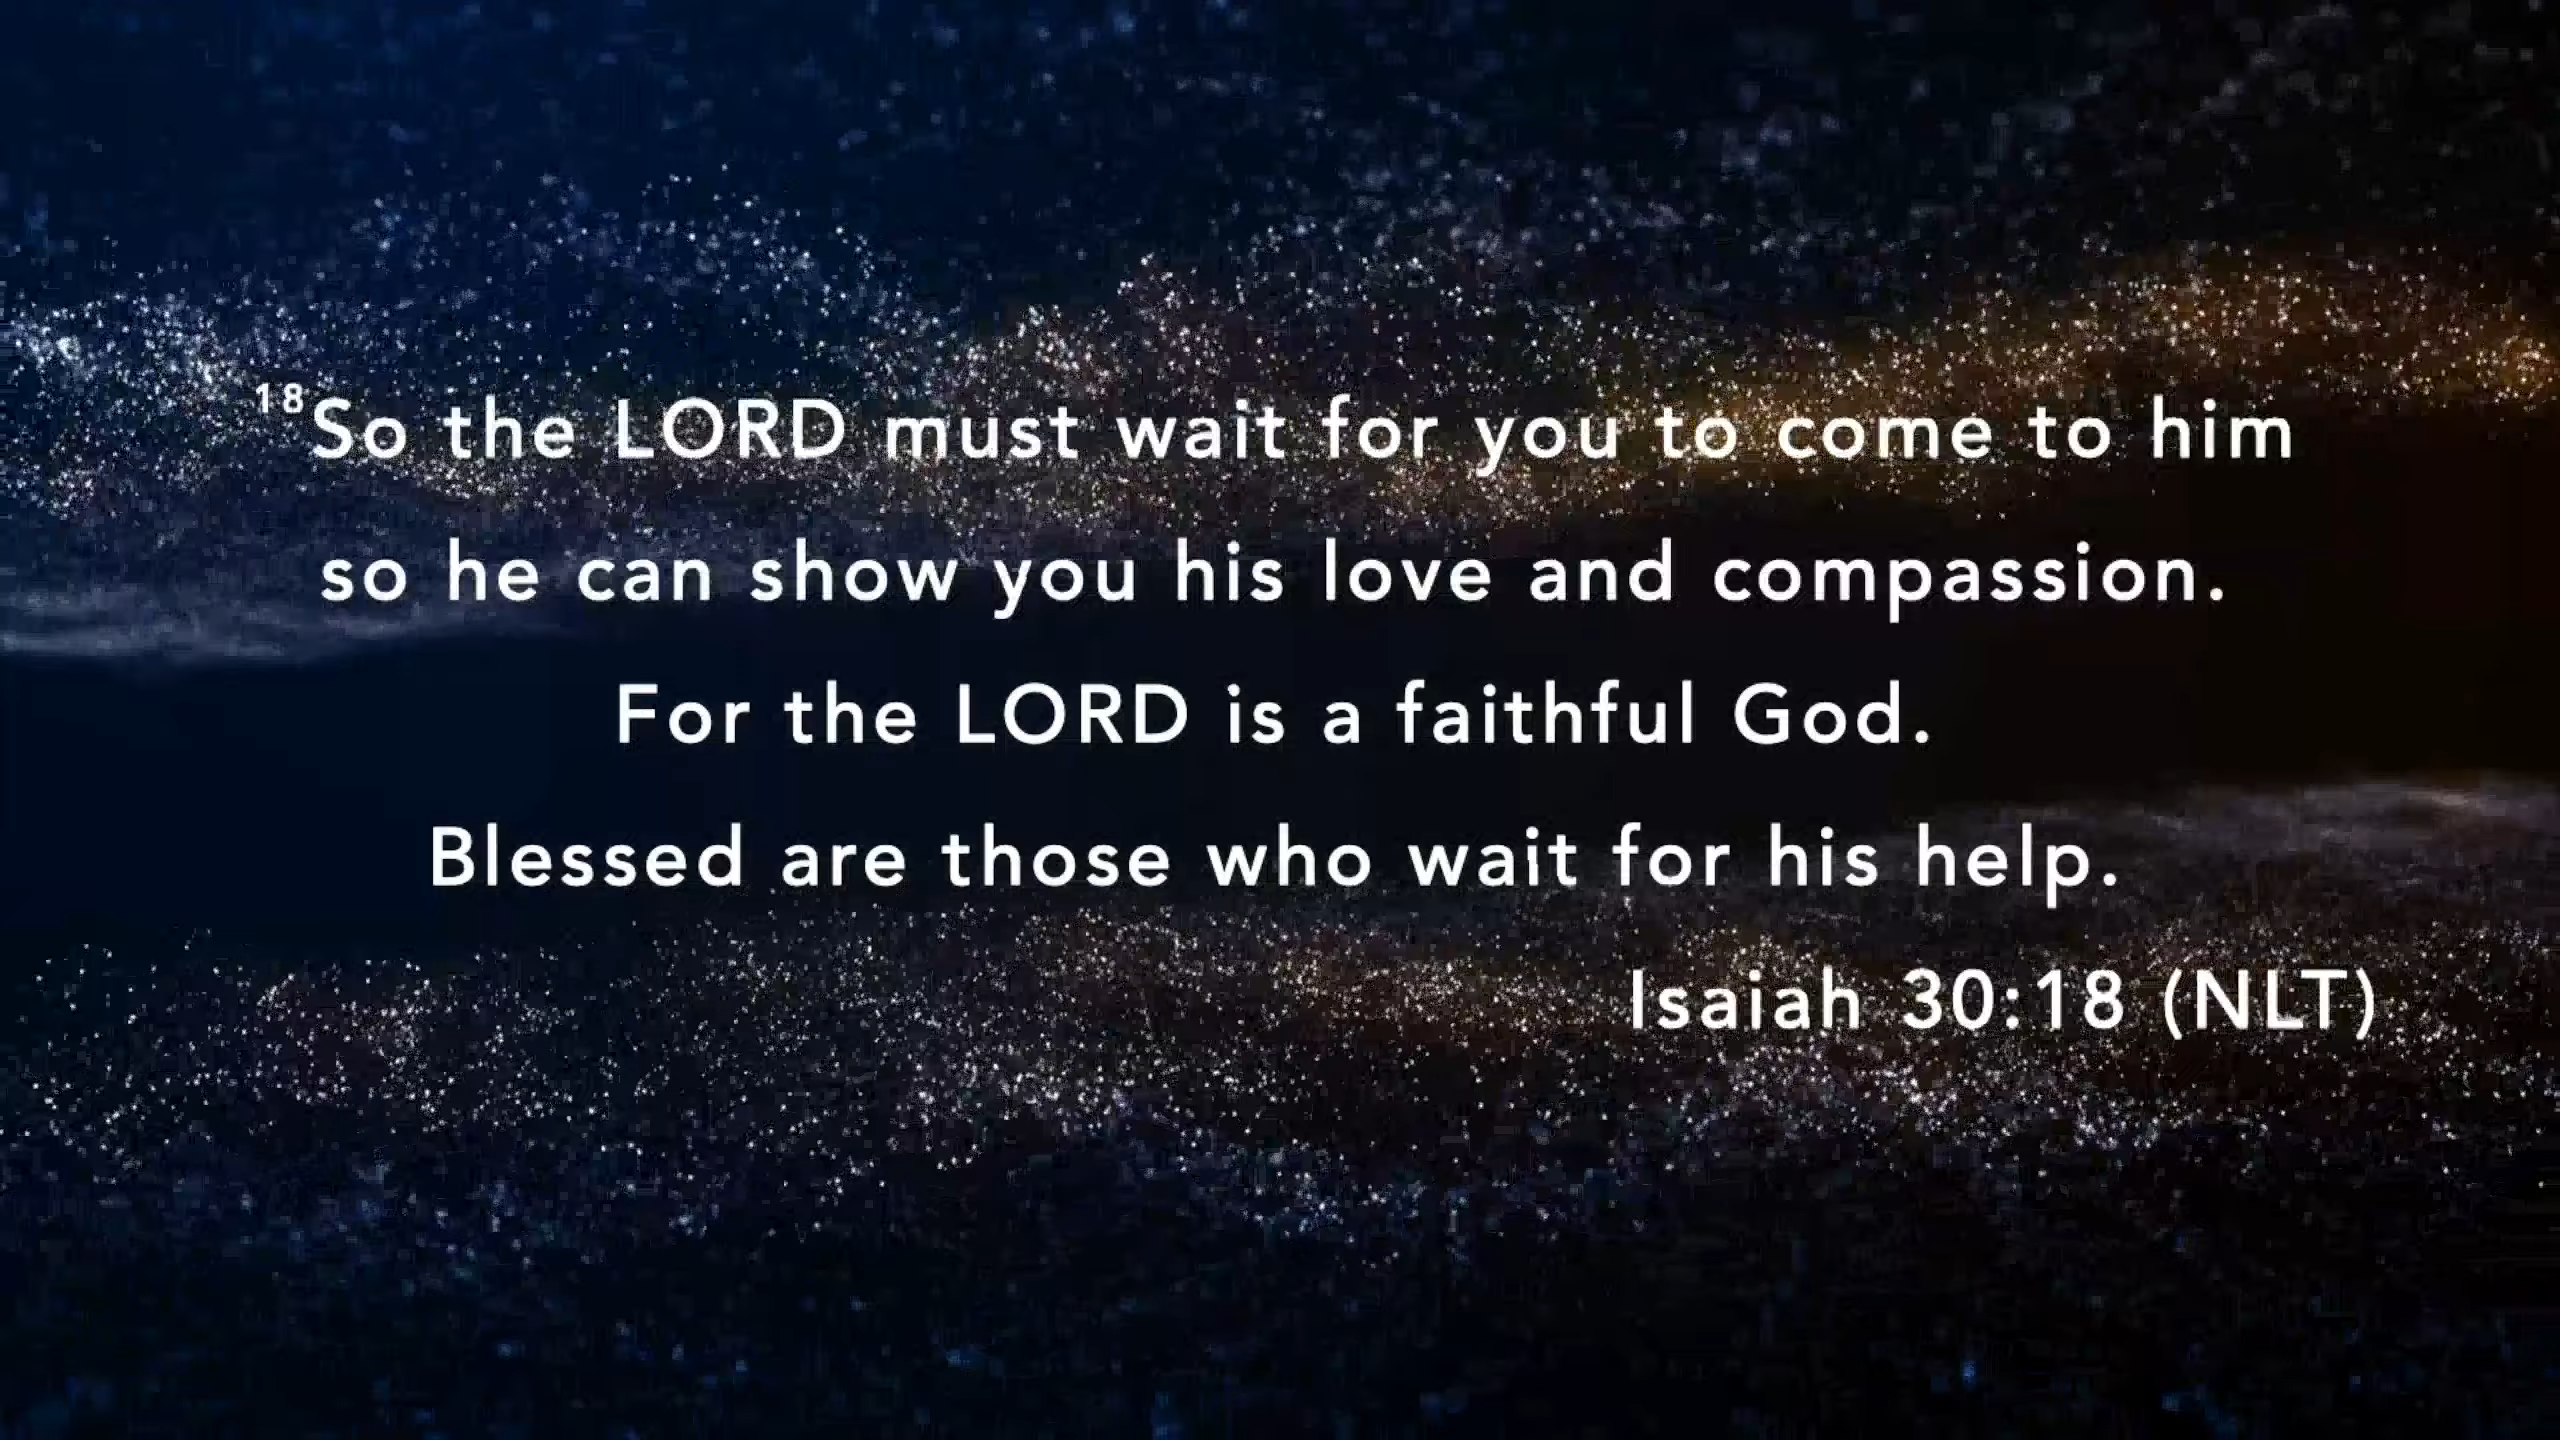 ¹⁸So the LORD must wait for you to come to him
so he can show you his love and compassion.
For the LORD is a faithful God.
Blessed are those who wait for his help.
Isaiah 30:18 (NLT)